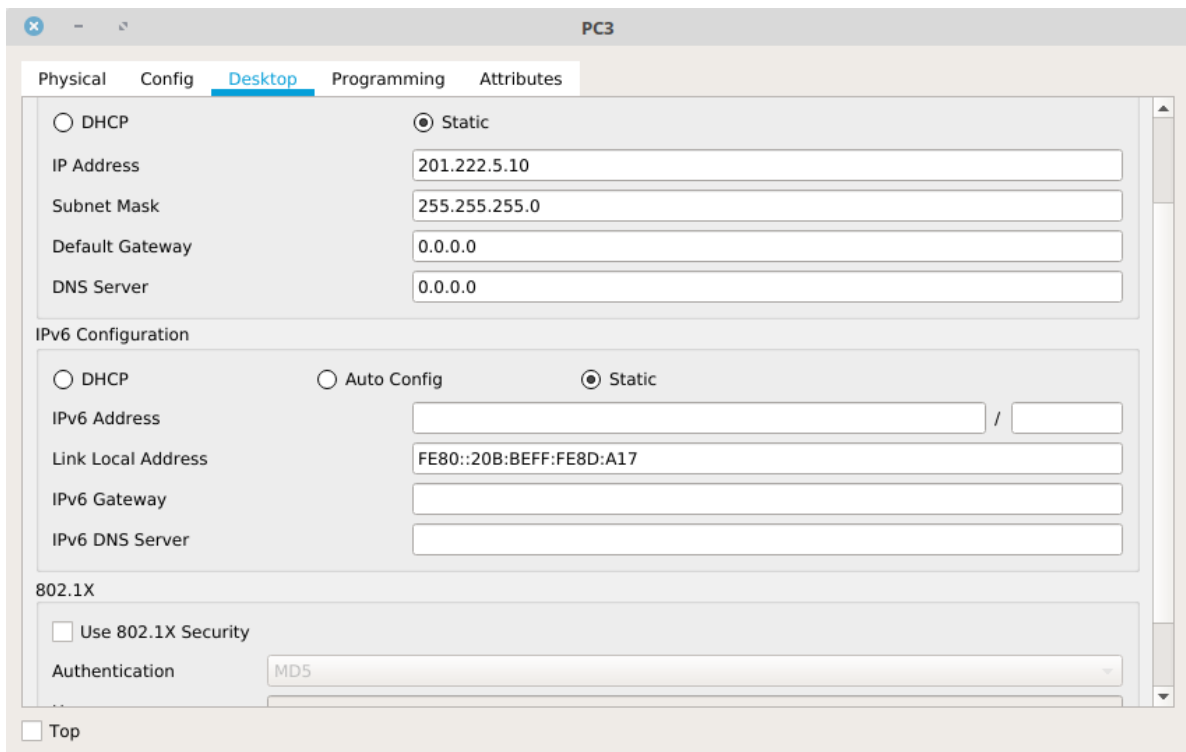 PC3
Physical Config Desktop Programming Attributes
DHCP Static
IP Address 201.222.5.10
Subnet Mask 255.255.255.0
Default Gateway 0.0.0.0
DNS Server 0.0.0.0
IPv6 Configuration
DHCP Auto Config Static
IPv6 Address /
Link Local Address FE80::20B:BEFF:FE8D:A17
IPv6 Gateway
IPv6 DNS Server
802.1X
Use 802.1X Security
Authentication MD5
Top